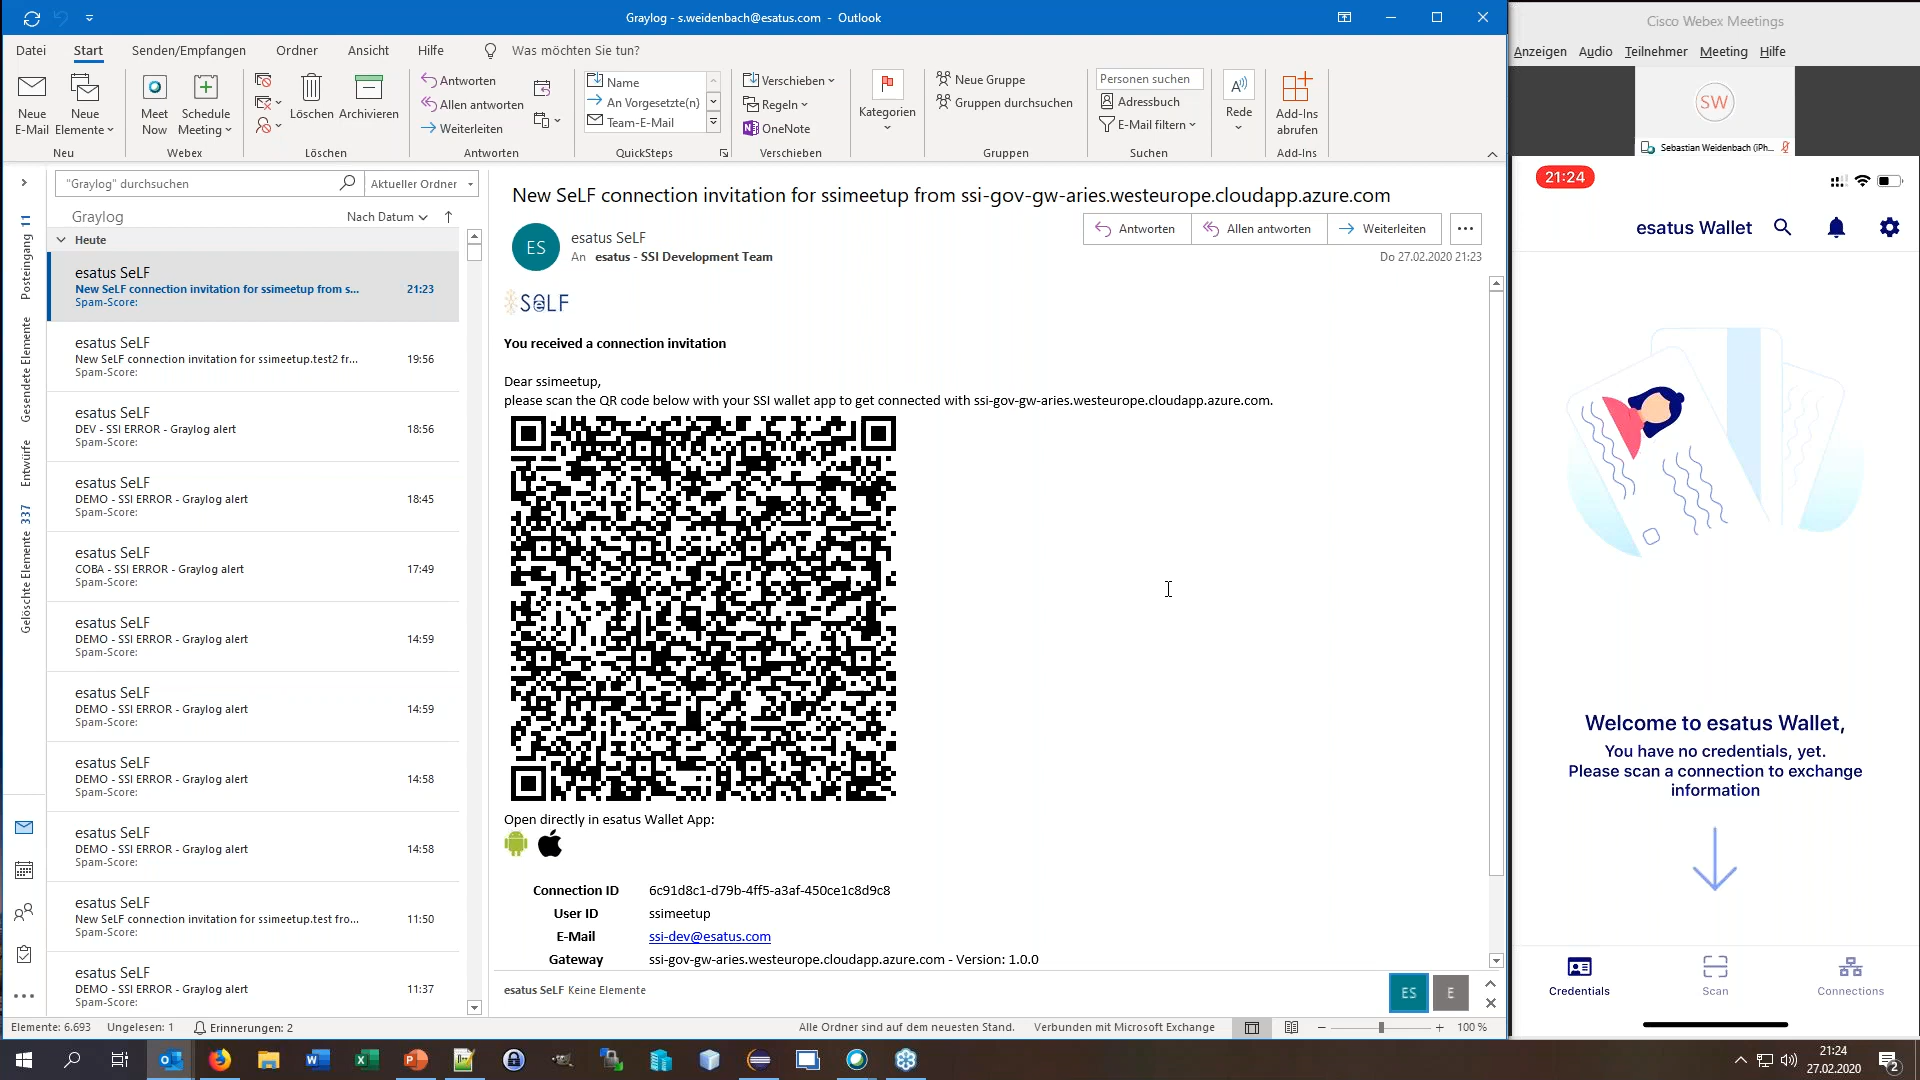 Graylog - s.weidenbach@esatus.com - Outlook
Datei Start Senden/Empfangen Ordner Ansicht Hilfe Was möchten Sie tun?
Neue E-Mail
Neue Elemente
Neu
Meet Now
Schedule Meeting
Webex
Löschen
Archivieren
Löschen
Antworten
Allen antworten
Weiterleiten
Antworten
Name
An Vorgesetzte(n)
Team-E-Mail
QuickSteps
Verschieben
Regeln
OneNote
Verschieben
Kategorien
Neue Gruppe
Gruppen durchsuchen
Gruppen
Personen suchen
Adressbuch
E-Mail filtern
Suchen
Rede
Add-Ins abrufen
Add-Ins
Posteingang 11
Gesendete Elemente
Entwürfe
Gelöschte Elemente 337
"Graylog" durchsuchen
Aktueller Ordner
Graylog
Nach Datum
Heute
esatus SeLF
New SeLF connection invitation for ssimeetup from s... 21:23
Spam-Score:
esatus SeLF
New SeLF connection invitation for ssimeetup.test2 fr... 19:56
Spam-Score:
esatus SeLF
DEV - SSI ERROR - Graylog alert 18:56
Spam-Score:
esatus SeLF
DEMO - SSI ERROR - Graylog alert 18:45
Spam-Score:
esatus SeLF
COBA - SSI ERROR - Graylog alert 17:49
Spam-Score:
esatus SeLF
DEMO - SSI ERROR - Graylog alert 14:59
Spam-Score:
esatus SeLF
DEMO - SSI ERROR - Graylog alert 14:59
Spam-Score:
esatus SeLF
DEMO - SSI ERROR - Graylog alert 14:58
Spam-Score:
esatus SeLF
DEMO - SSI ERROR - Graylog alert 14:58
Spam-Score:
esatus SeLF
New SeLF connection invitation for ssimeetup.test fro... 11:50
Spam-Score:
esatus SeLF
DEMO - SSI ERROR - Graylog alert 11:37
Spam-Score:
New SeLF connection invitation for ssimeetup from ssi-gov-gw-aries.westeurope.cloudapp.azure.com
ES
esatus SeLF
An esatus - SSI Development Team
Antworten
Allen antworten
Weiterleiten
Do 27.02.2020 21:23
SeLF
You received a connection invitation
Dear ssimeetup,
please scan the QR code below with your SSI wallet app to get connected with ssi-gov-gw-aries.westeurope.cloudapp.azure.com.
Open directly in esatus Wallet App:
Connection ID 6c91d8c1-d79b-4ff5-a3af-450ce1c8d9c8
User ID ssimeetup
E-Mail ssi-dev@esatus.com
Gateway ssi-gov-gw-aries.westeurope.cloudapp.azure.com - Version: 1.0.0
esatus SeLF Keine Elemente
ES
E
Elemente: 6.693 Ungelesen: 1 Erinnerungen: 2
Alle Ordner sind auf dem neuesten Stand. Verbunden mit Microsoft Exchange
100 %
Cisco Webex Meetings
Anzeigen Audio Teilnehmer Meeting Hilfe
SW
Sebastian Weidenbach (iPh...
21:24
esatus Wallet
Welcome to esatus Wallet,
You have no credentials, yet.
Please scan a connection to exchange
information
Credentials
Scan
Connections
21:24
27.02.2020
2